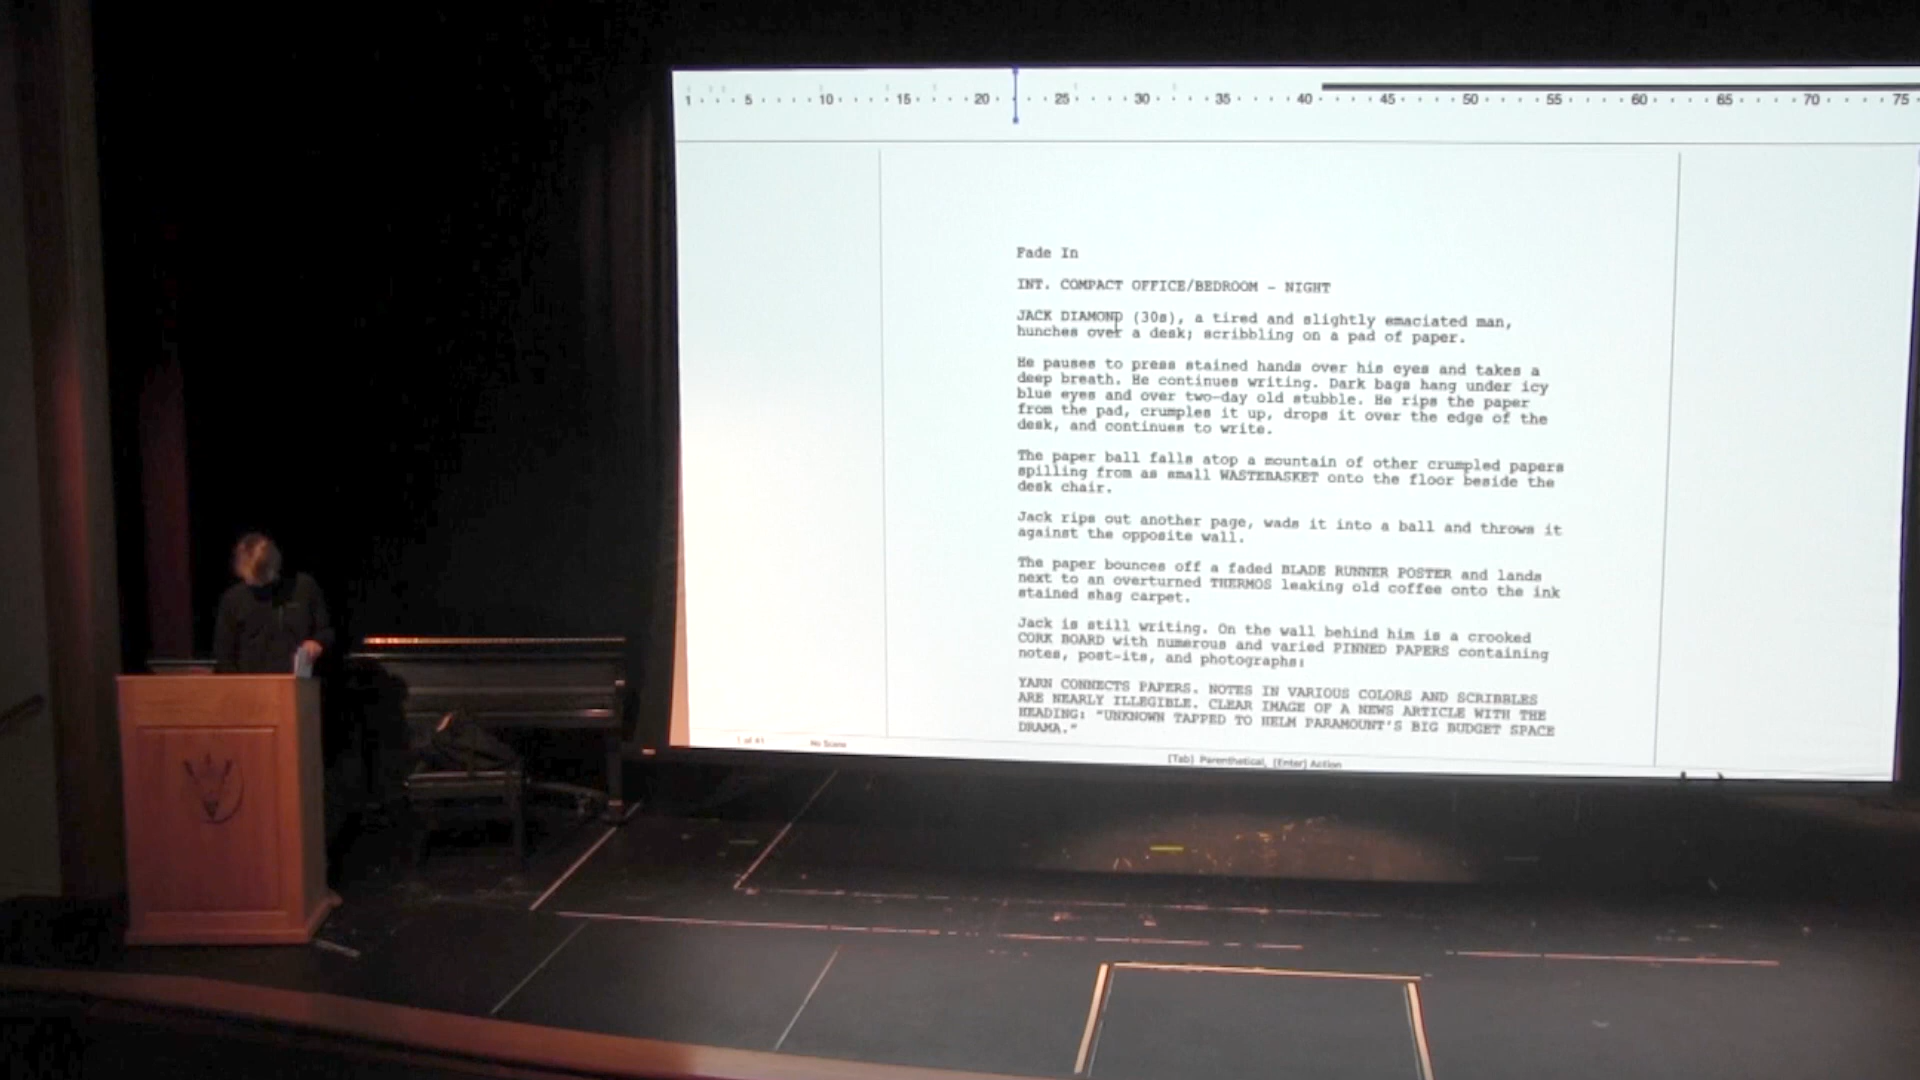 1 5 10 15 20 25 30 35 40 45 50 55 60 65 70 75
Fade In
INT. COMPACT OFFICE/BEDROOM - NIGHT
JACK DIAMOND (30s), a tired and slightly emaciated man,
hunches over a desk; scribbling on a pad of paper.
He pauses to press stained hands over his eyes and takes a
deep breath. He continues writing. Dark bags hang under icy
blue eyes and over two-day old stubble. He rips the paper
from the pad, crumples it up, drops it over the edge of the
desk, and continues to write.
The paper ball falls atop a mountain of other crumpled papers
spilling from as small WASTEBASKET onto the floor beside the
desk chair.
Jack rips out another page, wads it into a ball and throws it
against the opposite wall.
The paper bounces off a faded BLADE RUNNER POSTER and lands
next to an overturned THERMOS leaking old coffee onto the ink
stained shag carpet.
Jack is still writing. On the wall behind him is a crooked
CORK BOARD with numerous and varied PINNED PAPERS containing
notes, post-its, and photographs:
YARN CONNECTS PAPERS. NOTES IN VARIOUS COLORS AND SCRIBBLES
ARE NEARLY ILLEGIBLE. CLEAR IMAGE OF A NEWS ARTICLE WITH THE
HEADING: "UNKNOWN TAPPED TO HELM PARAMOUNT'S BIG BUDGET SPACE
DRAMA."
1 of 41 No Scene
[Tab] Parenthetical, [Enter] Action